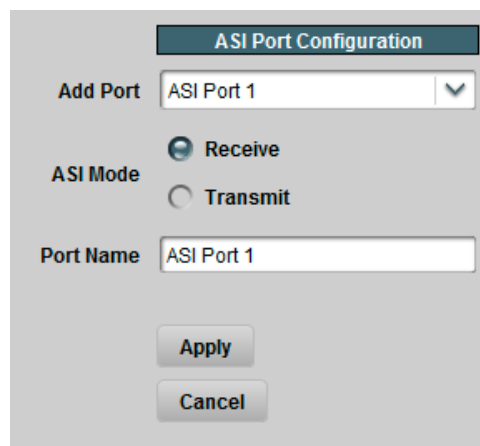 ASI Port Configuration
Add Port ASI Port 1
Receive
ASI Mode
Transmit
Port Name ASI Port 1
Apply
Cancel